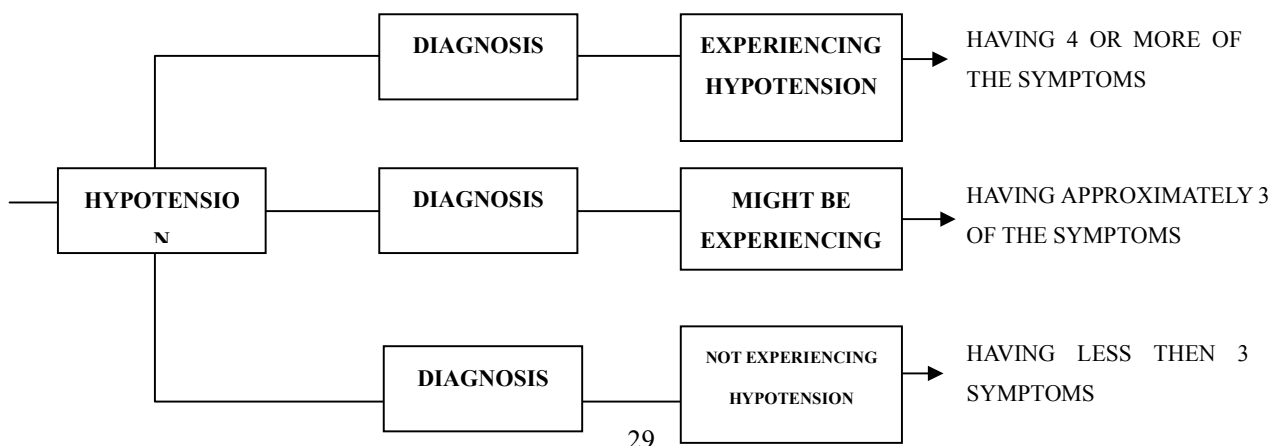 DIAGNOSIS
EXPERIENCING
HYPOTENSION
HAVING 4 OR MORE OF
THE SYMPTOMS
HYPOTENSIO
N
DIAGNOSIS
MIGHT BE
EXPERIENCING
HAVING APPROXIMATELY 3
OF THE SYMPTOMS
DIAGNOSIS
NOT EXPERIENCING
HYPOTENSION
HAVING LESS THEN 3
SYMPTOMS
29